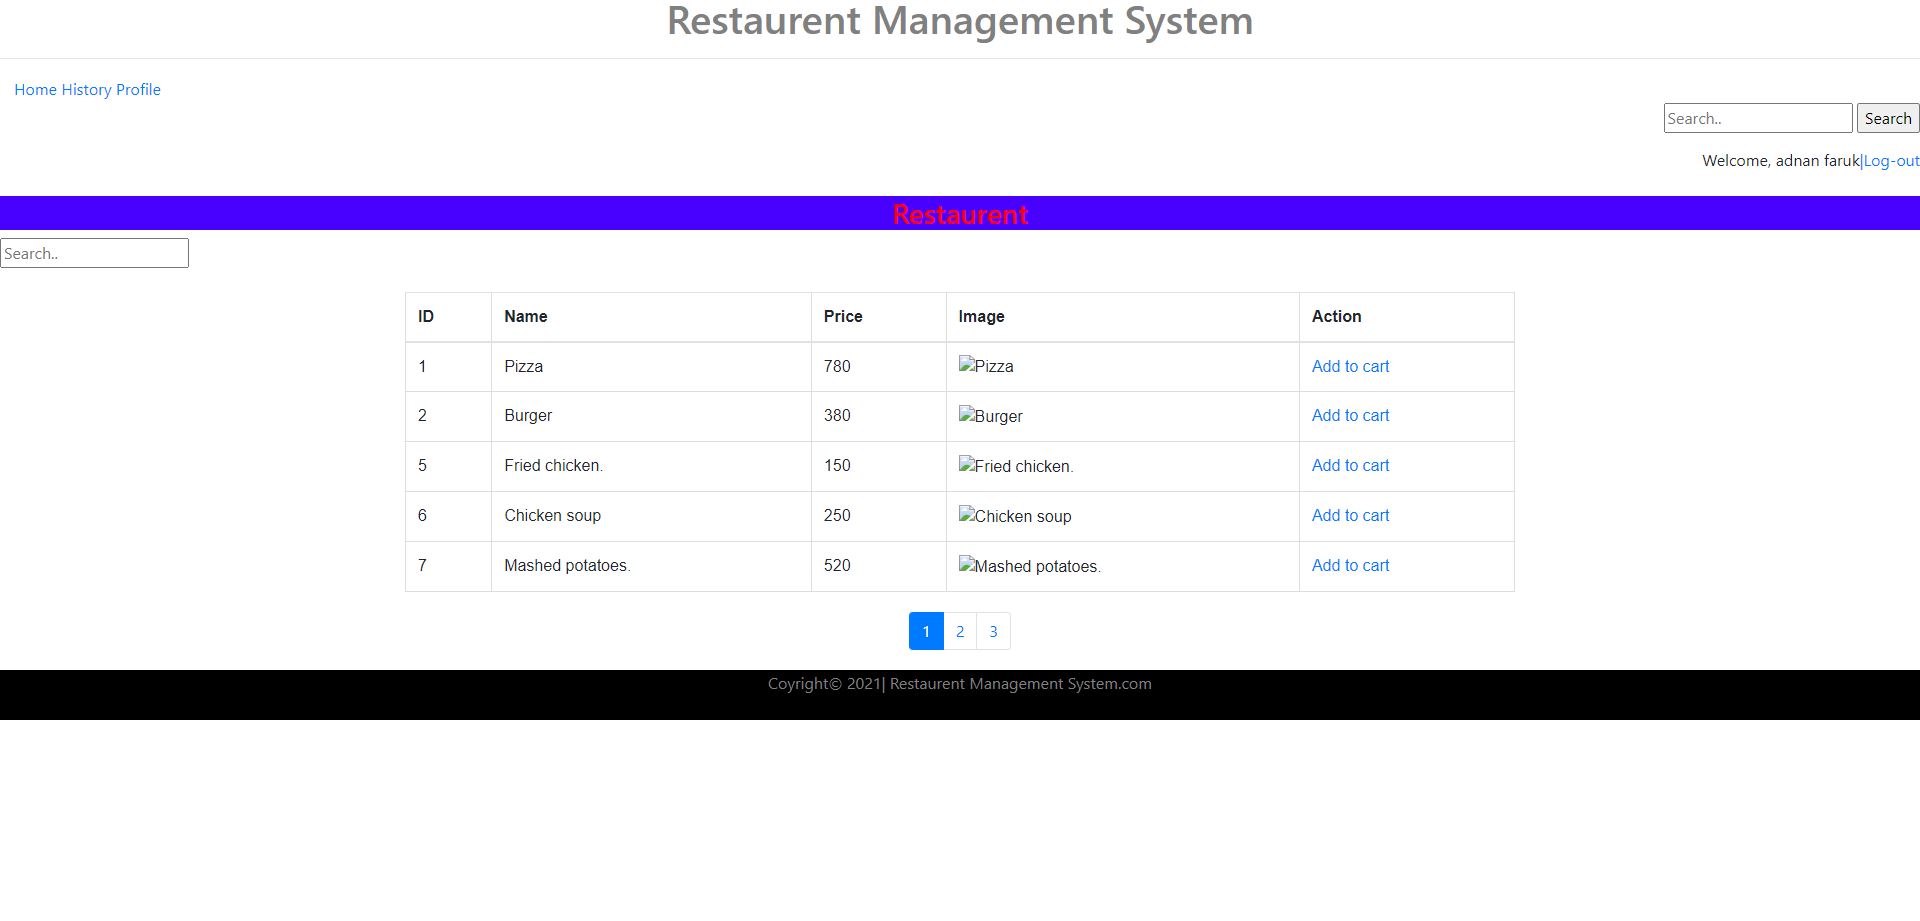 Restaurent Management System
Home History Profile
Search.. Search
Welcome, adnan faruk|Log-out
Restaurent
Search..
ID Name Price Image Action
1 Pizza 780 Pizza Add to cart
2 Burger 380 Burger Add to cart
5 Fried chicken. 150 Fried chicken. Add to cart
6 Chicken soup 250 Chicken soup Add to cart
7 Mashed potatoes. 520 Mashed potatoes. Add to cart
1 2 3
Coyright© 2021| Restaurent Management System.com